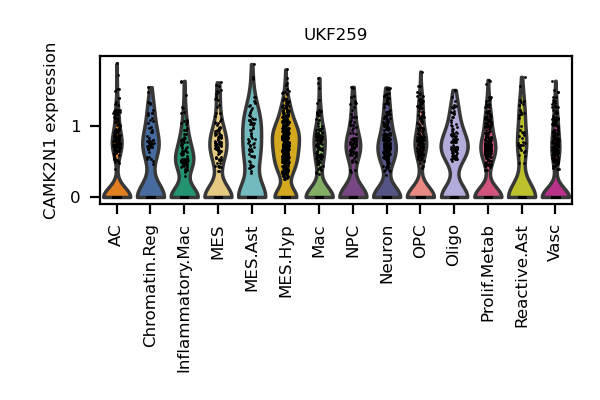 UKF259
CAMK2N1 expression
1
0
AC
Chromatin.Reg
Inflammatory.Mac
MES
MES.Ast
MES.Hyp
Mac
NPC
Neuron
OPC
Oligo
Prolif.Metab
Reactive.Ast
Vasc